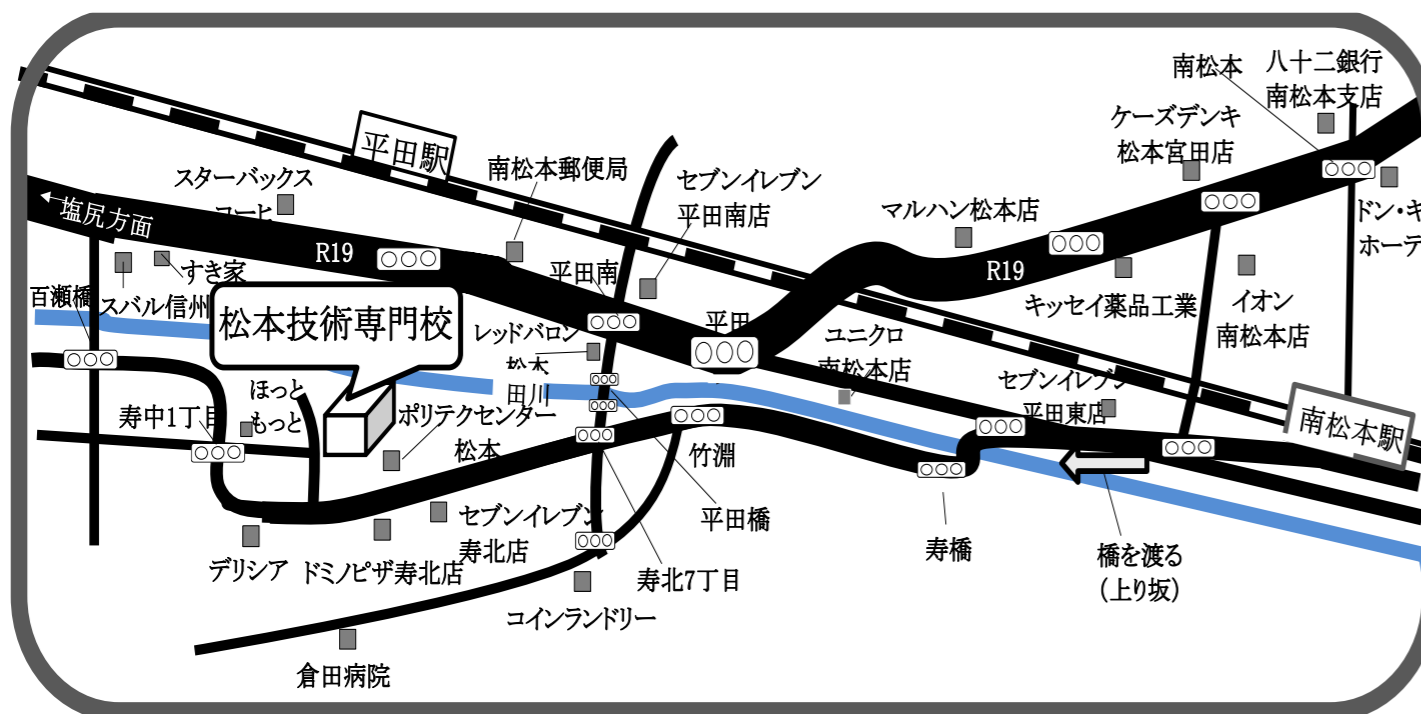 南松本
八十二銀行
南松本支店
ケーズデンキ
松本宮田店
平田駅
南松本郵便局
セブンイレブン
平田南店
スターバックス
コーヒ
マルハン松本店
ドン・キ
ホーテ
塩尻方面
R19
R19
平田南
すき家
スバル信州
百瀬橋
キッセイ薬品工業
イオン
南松本店
松本技術専門校
レッドバロン
松本
平田
ユニクロ
南松本店
田川
セブンイレブン
平田東店
ほっと
もっと
寿中1丁目
ポリテクセンター
松本
竹淵
南松本駅
セブンイレブン
寿北店
平田橋
寿橋
橋を渡る
(上り坂)
デリシア
ドミノピザ寿北店
寿北7丁目
コインランドリー
倉田病院